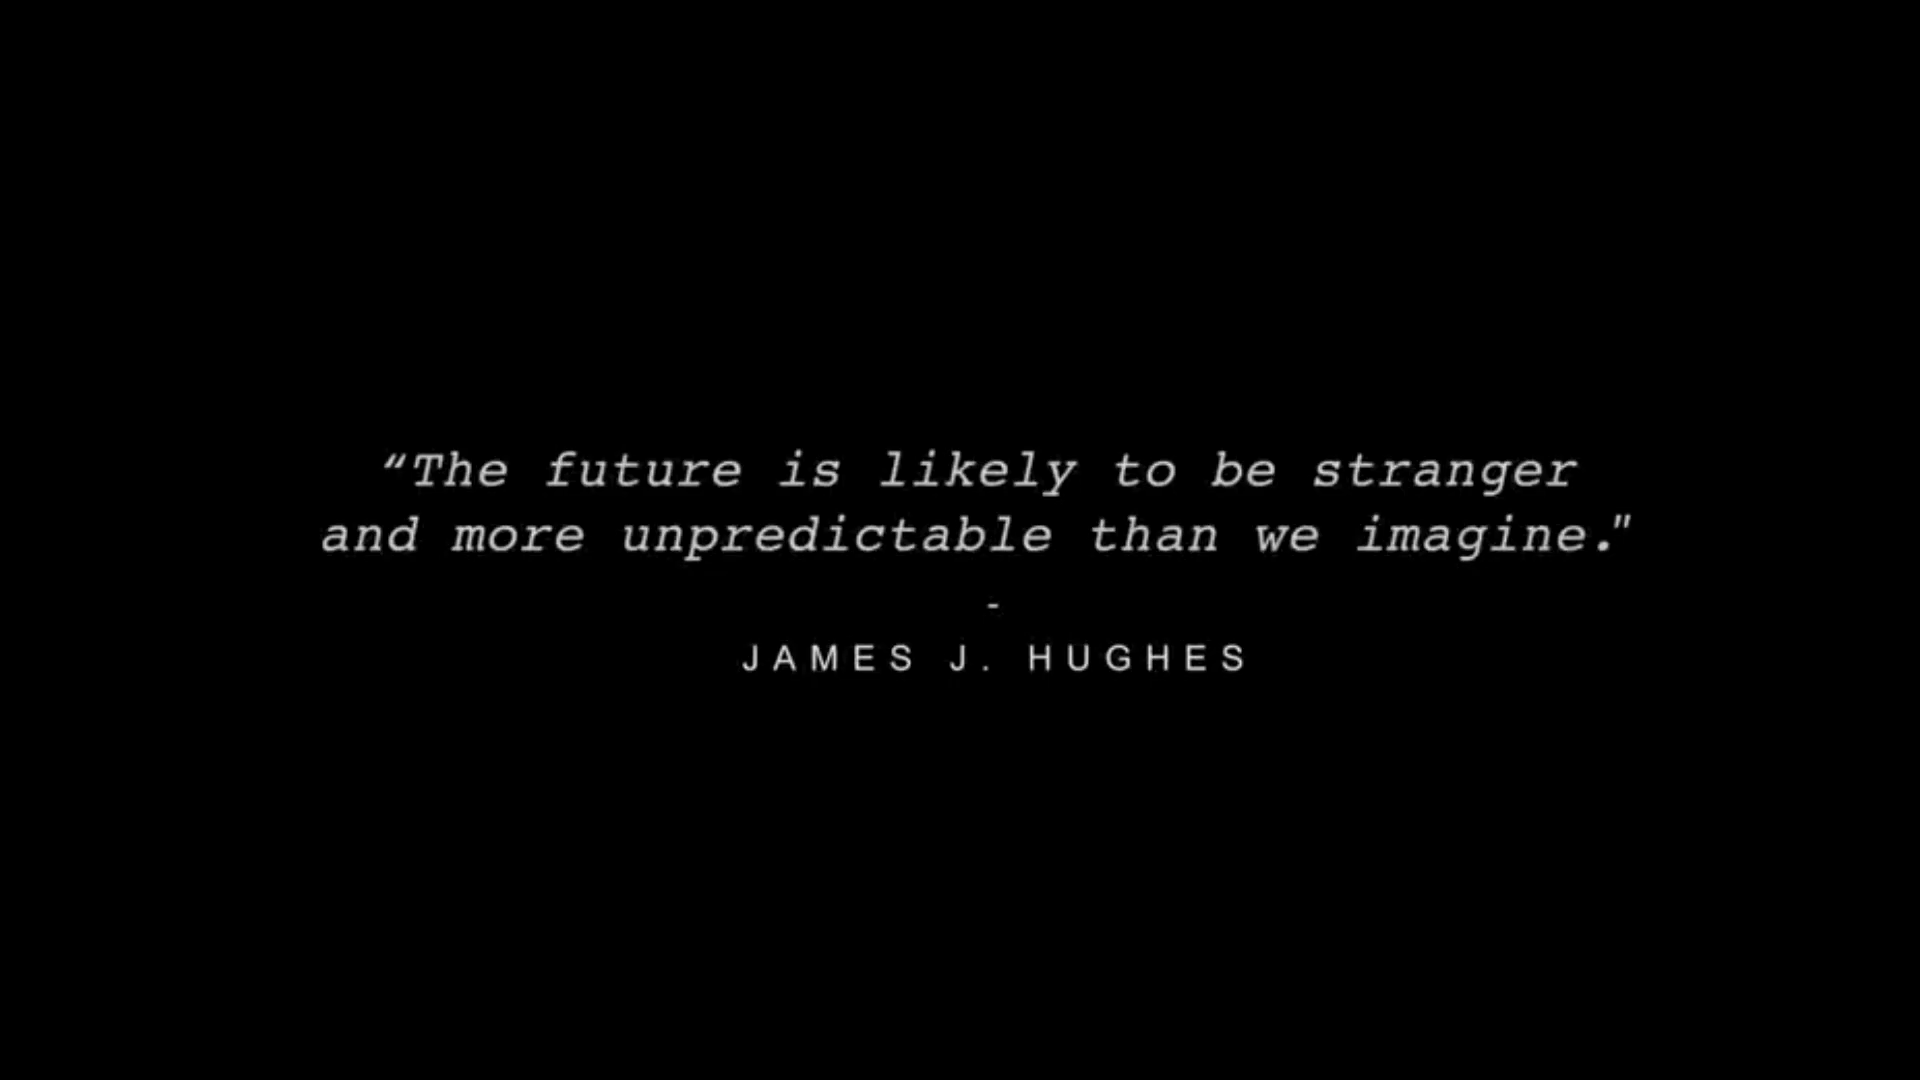 “The future is likely to be stranger
and more unpredictable than we imagine."
-
JAMES J. HUGHES